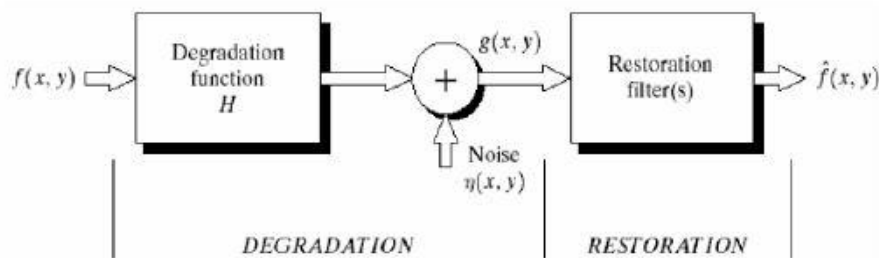 f(x, y)
Degradation
function
H
+
g(x, y)
Noise
η(x, y)
Restoration
filter(s)
f̂(x, y)
DEGRADATION
RESTORATION